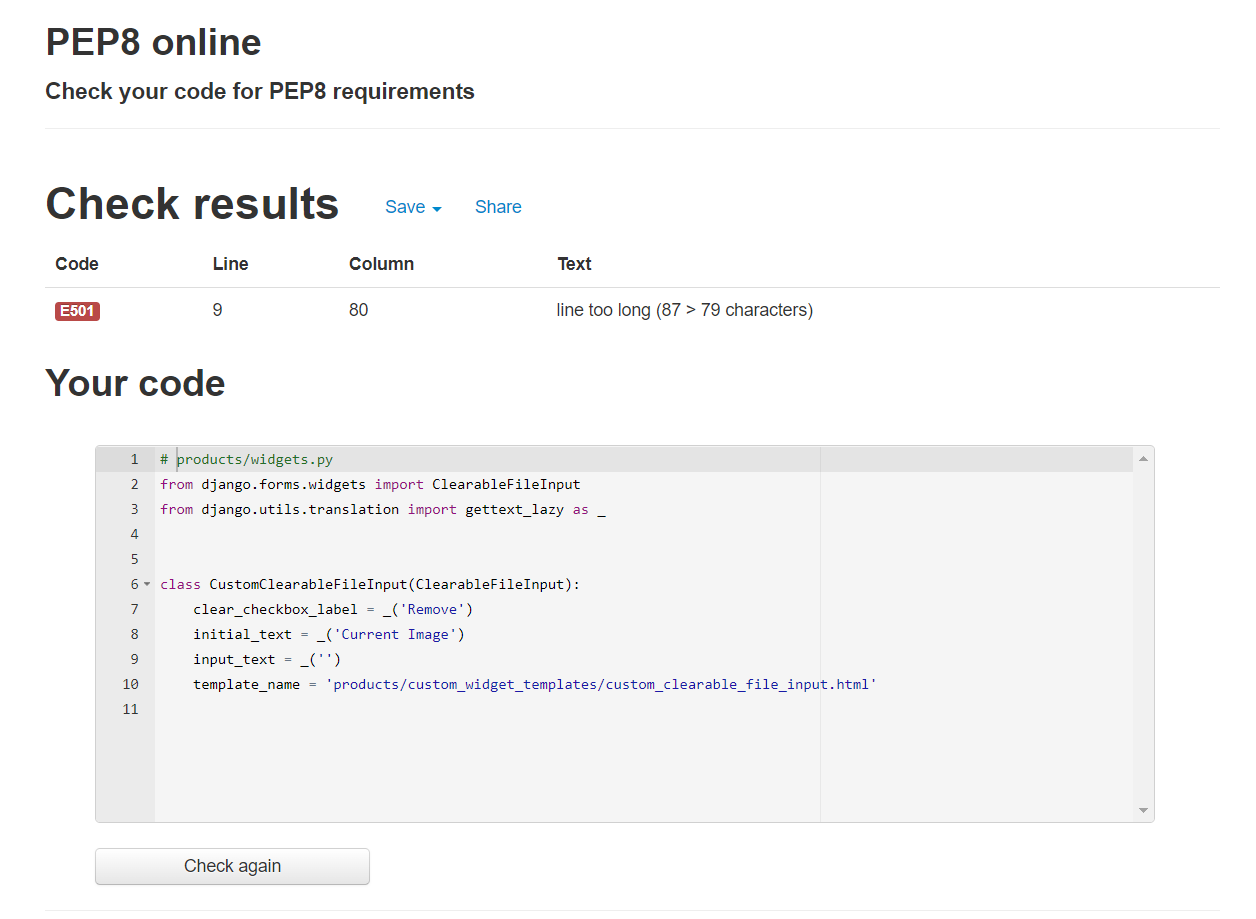 PEP8 online
Check your code for PEP8 requirements
Check results Save Share
Code Line Column Text
E501 9 80 line too long (87 > 79 characters)
Your code
1 # products/widgets.py
2 from django.forms.widgets import ClearableFileInput
3 from django.utils.translation import gettext_lazy as _
4
5
6 class CustomClearableFileInput(ClearableFileInput):
7     clear_checkbox_label = _('Remove')
8     initial_text = _('Current Image')
9     input_text = _('')
10     template_name = 'products/custom_widget_templates/custom_clearable_file_input.html'
11
Check again